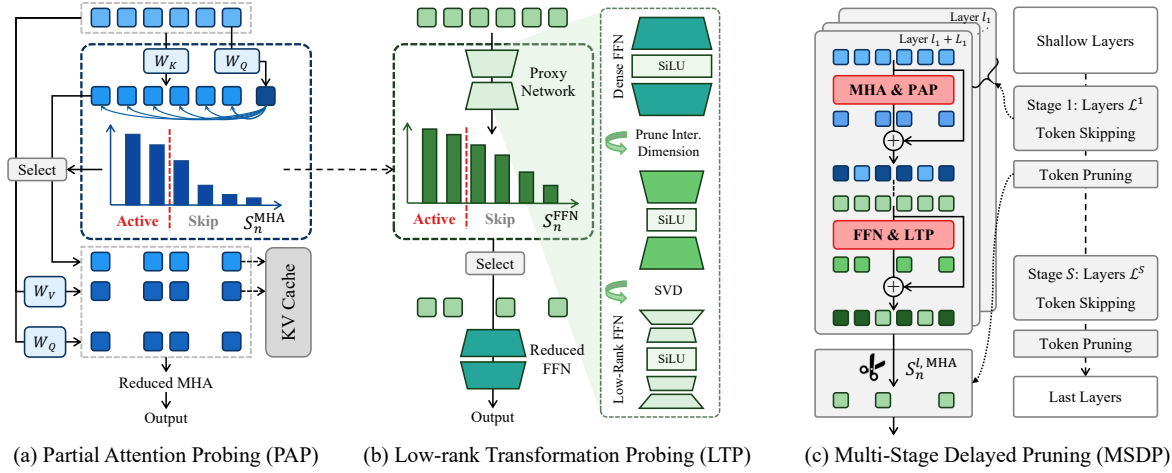 W_K
W_Q
Select
Active
Skip
S_n^MHA
W_V
W_Q
KV Cache
Reduced MHA
Output
(a) Partial Attention Probing (PAP)
Proxy
Network
Active
Skip
S_n^FFN
Select
Reduced
FFN
Output
Dense FFN
SiLU
Prune Inter.
Dimension
SiLU
SVD
Low-Rank FFN
SiLU
(b) Low-rank Transformation Probing (LTP)
Layer l_1
Layer l_1 + L_1
MHA & PAP
FFN & LTP
S_n^{l, MHA}
Shallow Layers
Stage 1: Layers ℒ^1
Token Skipping
Token Pruning
Stage S: Layers ℒ^S
Token Skipping
Token Pruning
Last Layers
(c) Multi-Stage Delayed Pruning (MSDP)